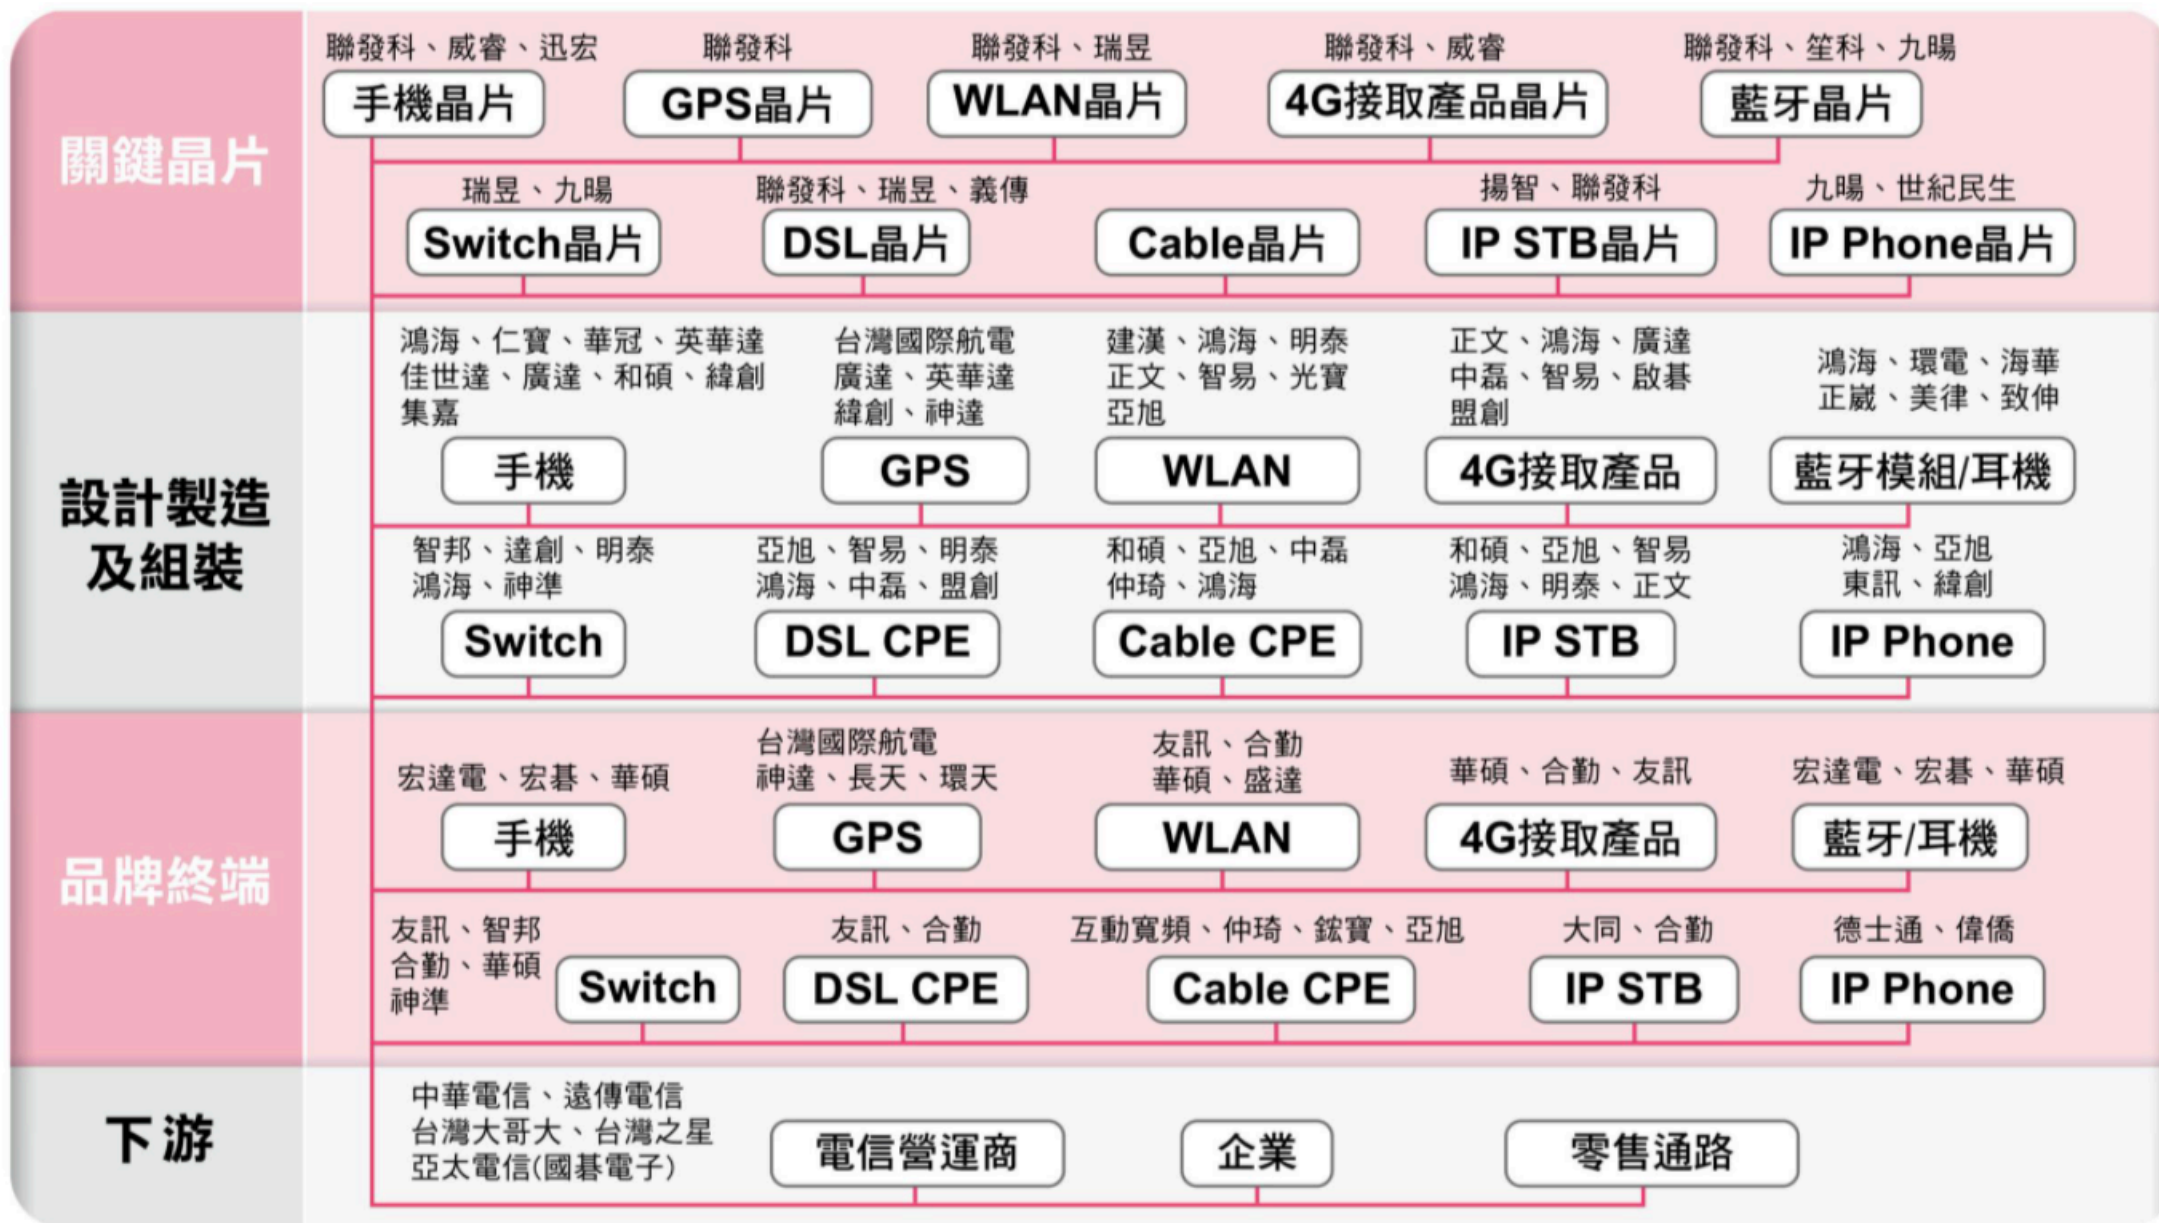 關鍵晶片
聯發科、威睿、迅宏
手機晶片
聯發科
GPS晶片
聯發科、瑞昱
WLAN晶片
聯發科、威睿
4G接取產品晶片
聯發科、笙科、九暘
藍牙晶片
瑞昱、九暘
Switch晶片
聯發科、瑞昱、義傳
DSL晶片
Cable晶片
揚智、聯發科
IP STB晶片
九暘、世紀民生
IP Phone晶片
設計製造
及組裝
鴻海、仁寶、華冠、英華達
佳世達、廣達、和碩、緯創
集嘉
手機
台灣國際航電
廣達、英華達
緯創、神達
GPS
建漢、鴻海、明泰
正文、智易、光寶
亞旭
WLAN
正文、鴻海、廣達
中磊、智易、啟碁
盟創
4G接取產品
鴻海、環電、海華
正崴、美律、致伸
藍牙模組/耳機
智邦、達創、明泰
鴻海、神準
Switch
亞旭、智易、明泰
鴻海、中磊、盟創
DSL CPE
和碩、亞旭、中磊
仲琦、鴻海
Cable CPE
和碩、亞旭、智易
鴻海、明泰、正文
IP STB
鴻海、亞旭
東訊、緯創
IP Phone
品牌終端
宏達電、宏碁、華碩
手機
台灣國際航電
神達、長天、環天
GPS
友訊、合勤
華碩、盛達
WLAN
華碩、合勤、友訊
4G接取產品
宏達電、宏碁、華碩
藍牙/耳機
友訊、智邦
合勤、華碩
神準
Switch
友訊、合勤
DSL CPE
互動寬頻、仲琦、鋐寶、亞旭
Cable CPE
大同、合勤
IP STB
德士通、偉僑
IP Phone
下游
中華電信、遠傳電信
台灣大哥大、台灣之星
亞太電信(國碁電子)
電信營運商
企業
零售通路